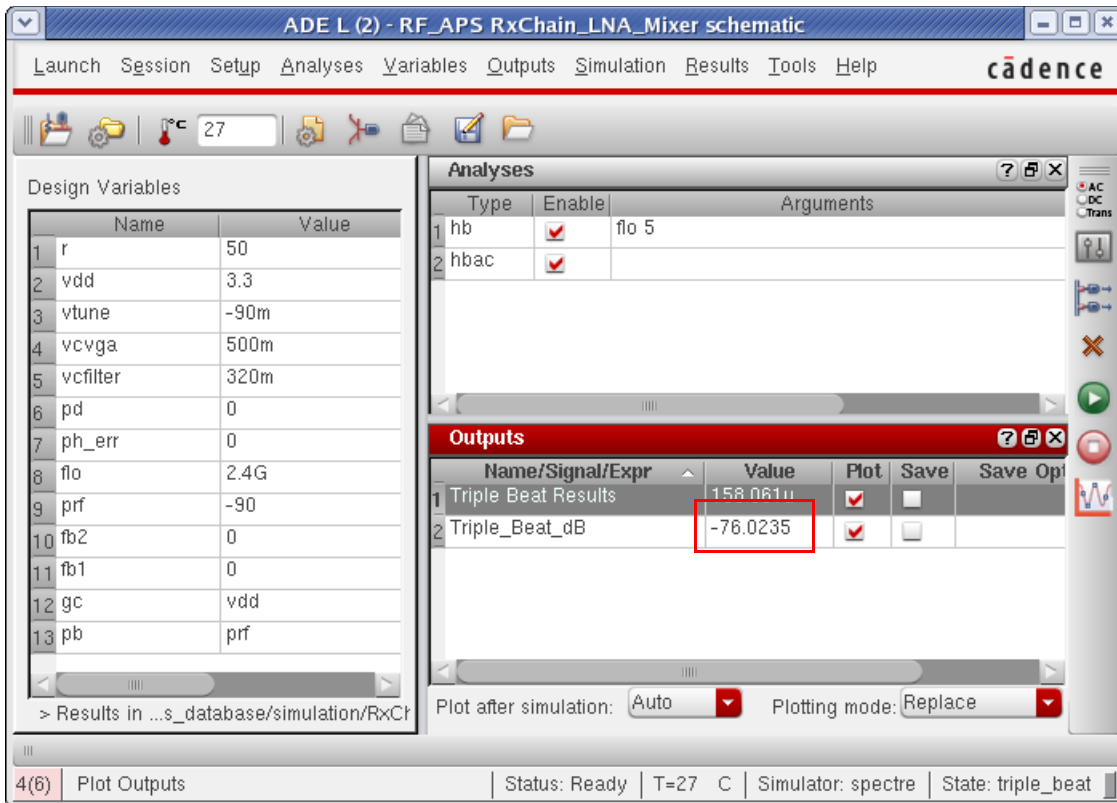 ADE L (2) - RF_APS RxChain_LNA_Mixer schematic
Launch Session Setup Analyses Variables Outputs Simulation Results Tools Help cādence
°C 27
Design Variables
Name Value
1 r 50
2 vdd 3.3
3 vtune -90m
4 vcvga 500m
5 vcfilter 320m
6 pd 0
7 ph_err 0
8 flo 2.4G
9 prf -90
10 fb2 0
11 fb1 0
12 gc vdd
13 pb prf
> Results in ...s_database/simulation/RxCh
Analyses
Type Enable Arguments
1 hb flo 5
2 hbac
Outputs
Name/Signal/Expr Value Plot Save Save Opt
1 Triple Beat Results 158.061u
2 Triple_Beat_dB -76.0235
Plot after simulation: Auto Plotting mode: Replace
AC
DC
Trans
4(6) Plot Outputs Status: Ready T=27 C Simulator: spectre State: triple_beat